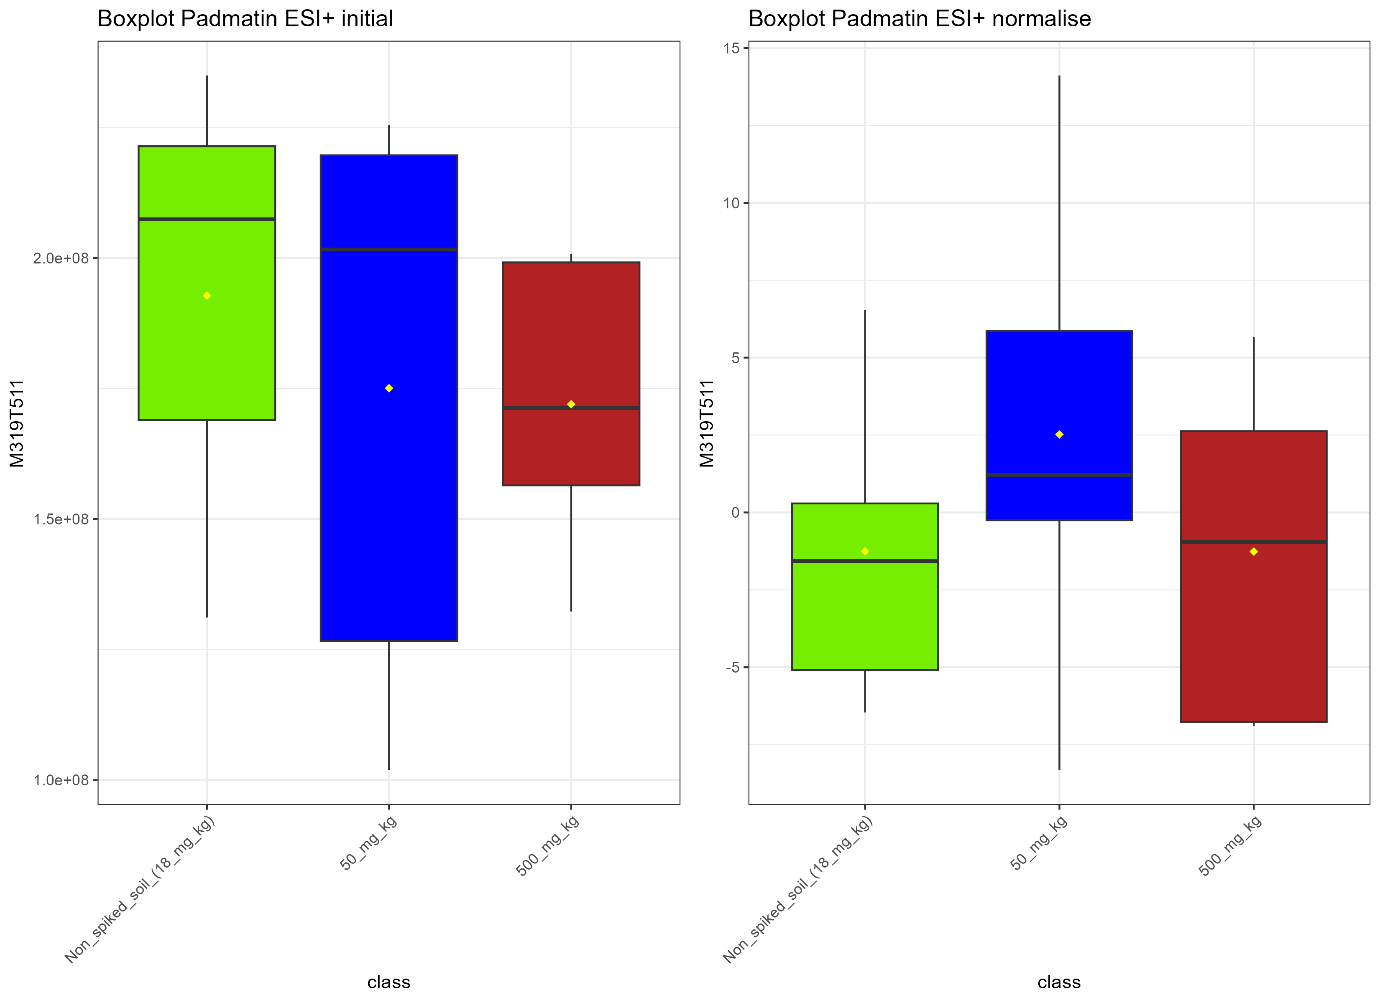 Boxplot Padmatin ESI+ initial
M319T511
2.0e+08
1.5e+08
1.0e+08
Non_spiked_soil_(18_mg_kg)
50_mg_kg
500_mg_kg
class
Boxplot Padmatin ESI+ normalise
M319T511
15
10
5
0
-5
Non_spiked_soil_(18_mg_kg)
50_mg_kg
500_mg_kg
class